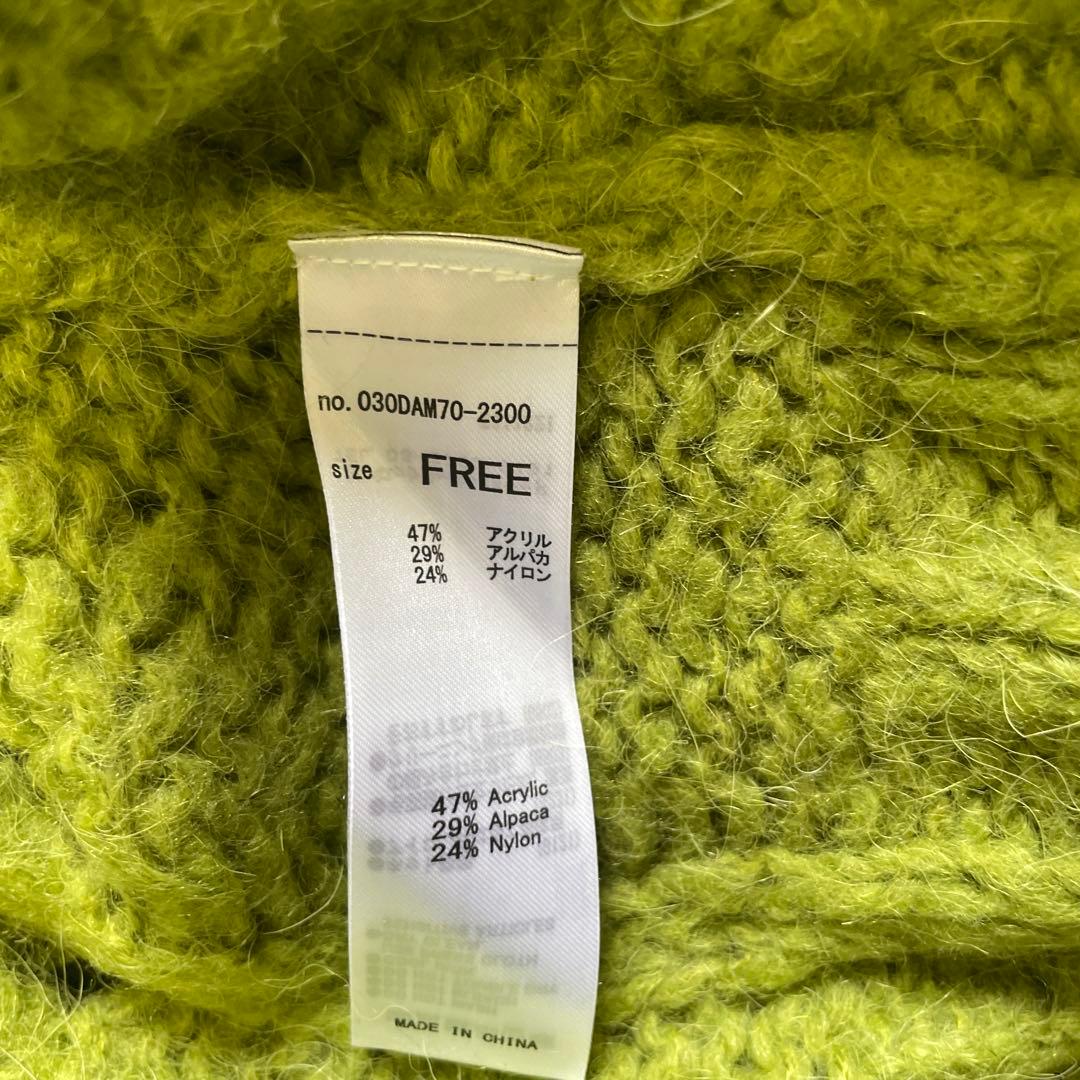 no. 030DAM70-2300
size FREE
47% アクリル
29% アルパカ
24% ナイロン
47% Acrylic
29% Alpaca
24% Nylon
MADE IN CHINA